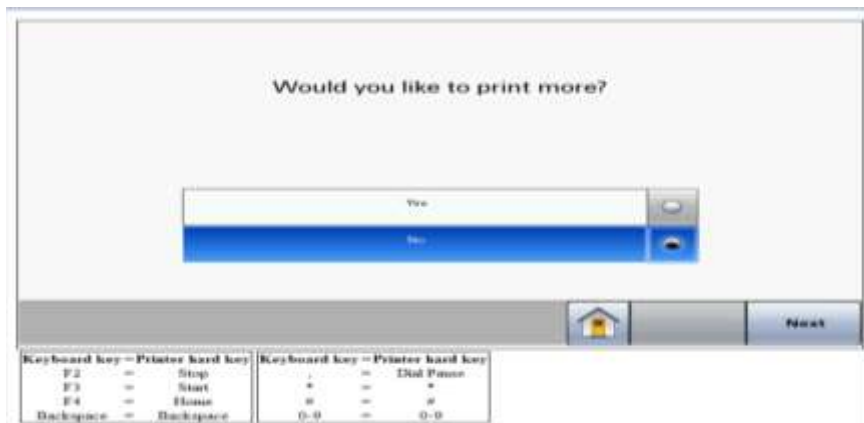 Would you like to print more?
Yes
No
Next
Keyboard key = Printer hard key
F2 = Stop
F3 = Start
F4 = Home
Backspace = Backspace
Keyboard key = Printer hard key
, = Dial Pause
* = *
# = #
0-9 = 0-9